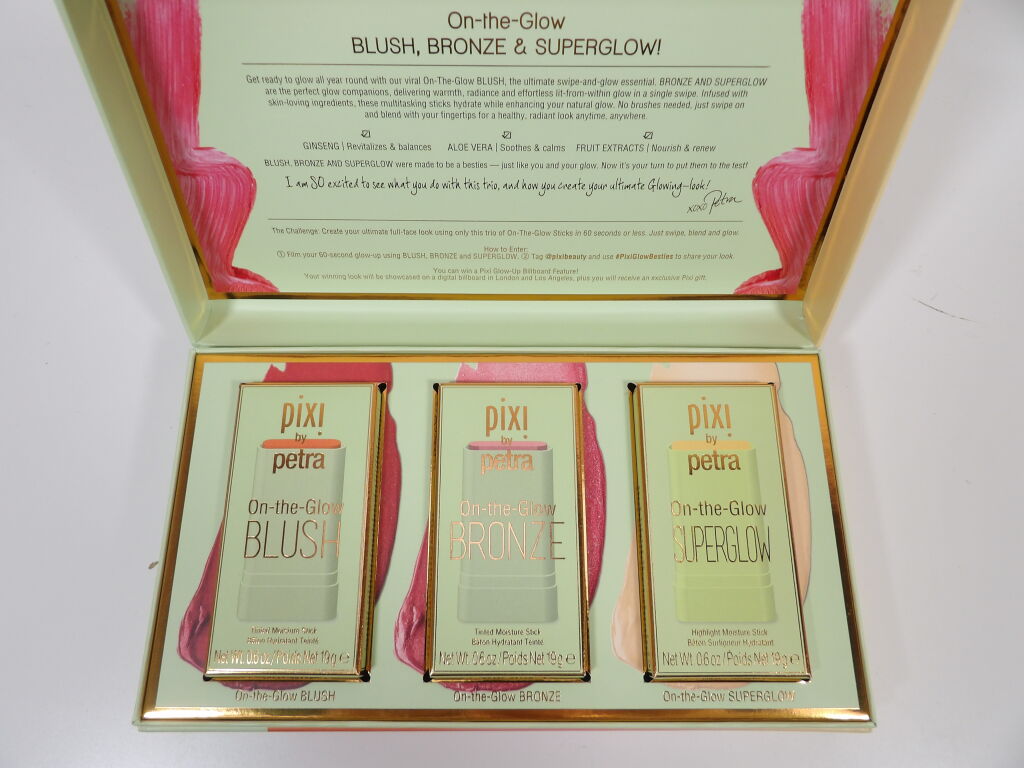 On-the-Glow
BLUSH, BRONZE & SUPERGLOW!
Get ready to glow all year round with our viral On-The-Glow BLUSH, the ultimate swipe-and-glow essential. BRONZE AND SUPERGLOW
are the perfect glow companions, delivering warmth, radiance and effortless lit-from-within glow in a single swipe. Infused with
skin-loving ingredients, these multitasking sticks hydrate while enhancing your natural glow. No brushes needed, just swipe on
and blend with your fingertips for a healthy, radiant look anytime, anywhere.
GINSENG | Revitalizes & balances ALOE VERA | Soothes & calms FRUIT EXTRACTS | Nourish & renew
BLUSH, BRONZE AND SUPERGLOW were made to be a besties — just like you and your glow. Now it's your turn to put them to the test!
I am SO excited to see what you do with this trio, and how you create your ultimate Glowing-look!
xoxo Petra
The Challenge: Create your ultimate full-face look using only this trio of On-The-Glow Sticks in 60 seconds or less. Just swipe, blend and glow.
How to Enter:
① Film your 60-second glow-up using BLUSH, BRONZE and SUPERGLOW. ② Tag @pixibeauty and use #PixiGlowBesties to share your look.
You can win a Pixi Glow-Up Billboard Feature!
Your winning look will be showcased on a digital billboard in London and Los Angeles, plus you will receive an exclusive Pixi gift.
pixi
by
petra
On-the-Glow
BLUSH
Tinted Moisture Stick
Bâton Hydratant Teinté
Net Wt. 0.6 oz / Poids Net 19g ℮
On-the-Glow BLUSH
pixi
by
petra
On-the-Glow
BRONZE
Tinted Moisture Stick
Bâton Hydratant Teinté
Net Wt. 0.6 oz / Poids Net 19g ℮
On-the-Glow BRONZE
pixi
by
petra
On-the-Glow
SUPERGLOW
Highlight Moisture Stick
Bâton Surligneur Hydratant
Net Wt. 0.6 oz / Poids Net 19g ℮
On-the-Glow SUPERGLOW